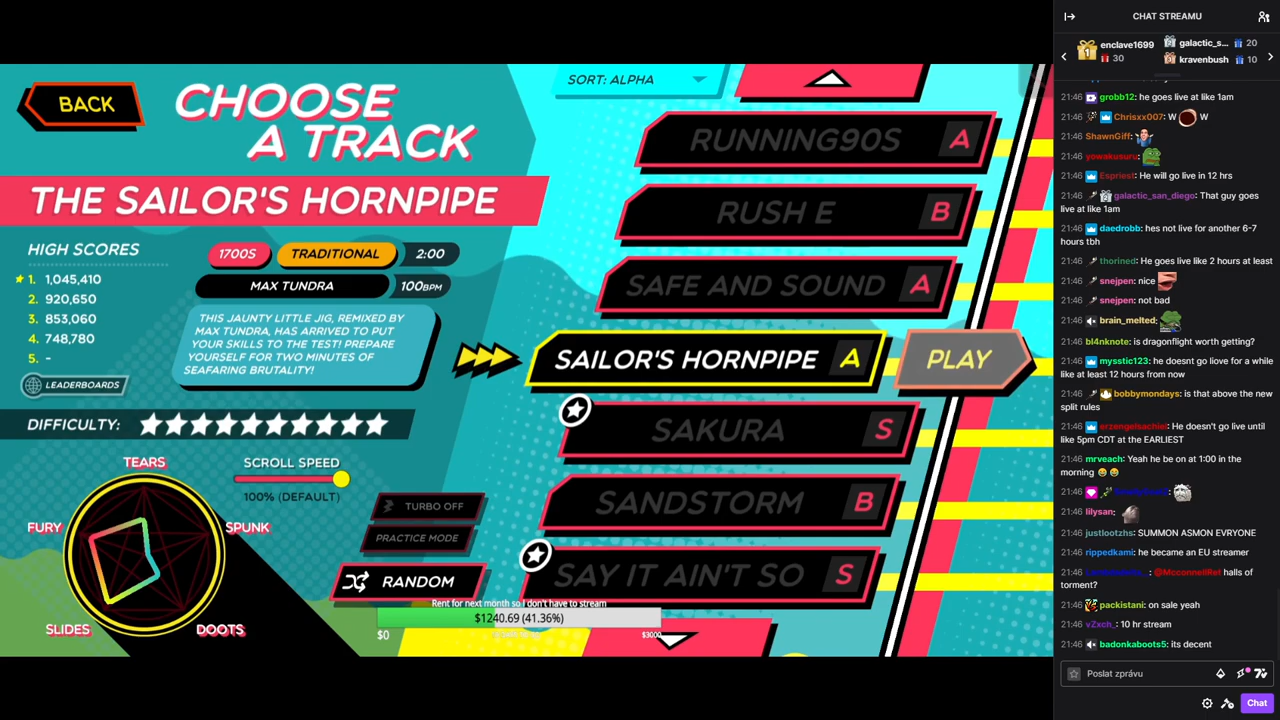 BACK
CHOOSE
A TRACK
THE SAILOR'S HORNPIPE
HIGH SCORES
1. 1,045,410
2. 920,650
3. 853,060
4. 748,780
5. -
LEADERBOARDS
1700S
TRADITIONAL
2:00
MAX TUNDRA
100BPM
THIS JAUNTY LITTLE JIG, REMIXED BY
MAX TUNDRA, HAS ARRIVED TO PUT
YOUR SKILLS TO THE TEST! PREPARE
YOURSELF FOR TWO MINUTES OF
SEAFARING BRUTALITY!
DIFFICULTY:
TEARS
FURY
SPUNK
SLIDES
DOOTS
SCROLL SPEED
100% (DEFAULT)
TURBO OFF
PRACTICE MODE
RANDOM
Rent for next month so I don't have to stream
$1240.69 (41.36%)
$0
$3000
SORT: ALPHA
RUNNING90S A
RUSH E B
SAFE AND SOUND A
SAILOR'S HORNPIPE A
PLAY
SAKURA S
SANDSTORM B
SAY IT AIN'T SO S
CHAT STREAMU
1 enclave1699 30
galactic_s... 20
kravenbush 10
21:46 grobb12: he goes live at like 1am
21:46 Chrisxx007: W W
21:46 ShawnGiff:
21:46 yowakusuru:
21:46 Espriest: He will go live in 12 hrs
21:46 galactic_san_diego: That guy goes
live at like 1am
21:46 daedrobb: hes not live for another 6-7
hours tbh
21:46 thorined: He goes live like 2 hours at least
21:46 snejpen: nice
21:46 snejpen: not bad
21:46 brain_melted:
21:46 bl4nknote: is dragonflight worth getting?
21:46 mysstic123: he doesnt go love for a while
like at least 12 hours from now
21:46 bobbymondays: is that above the new
split rules
21:46 erzengelsachiel: He doesn't go live until
like 5pm CDT at the EARLIEST
21:46 mrveach: Yeah he be on at 1:00 in the
morning
21:46
21:46 lilysan:
21:46 justlootzhs: SUMMON ASMON EVRYONE
21:46 rippedkami: he became an EU streamer
21:46 @McconnellRet halls of
torment?
21:46 packistani: on sale yeah
21:46 vZxch_: 10 hr stream
21:46 badonkaboots5: its decent
Poslat zprávu
Chat